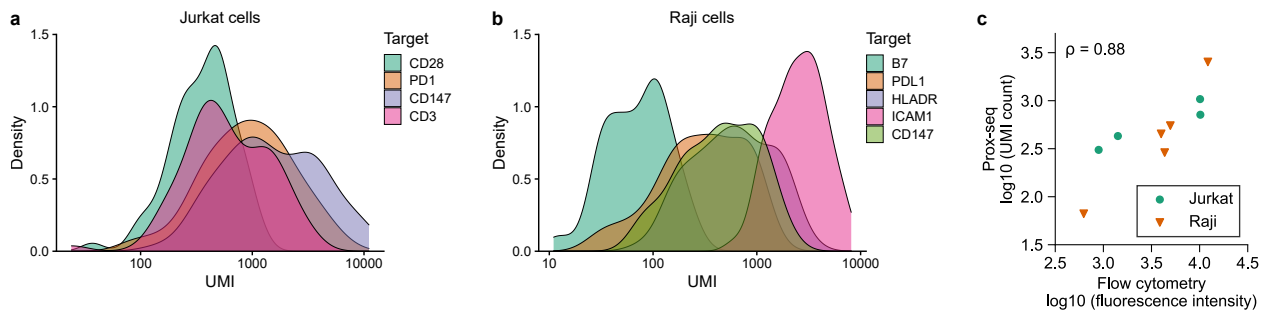 a
Jurkat cells
1.5
1.0
0.5
0.0
Density
100
1000
10000
UMI
Target
CD28
PD1
CD147
CD3
b
Raji cells
1.5
1.0
0.5
0.0
Density
10
100
1000
10000
UMI
Target
B7
PDL1
HLADR
ICAM1
CD147
c
ρ = 0.88
3.5
3.0
2.5
2.0
1.5
Prox-seq
log10 (UMI count)
Jurkat
Raji
2.5
3.0
3.5
4.0
4.5
Flow cytometry
log10 (fluorescence intensity)